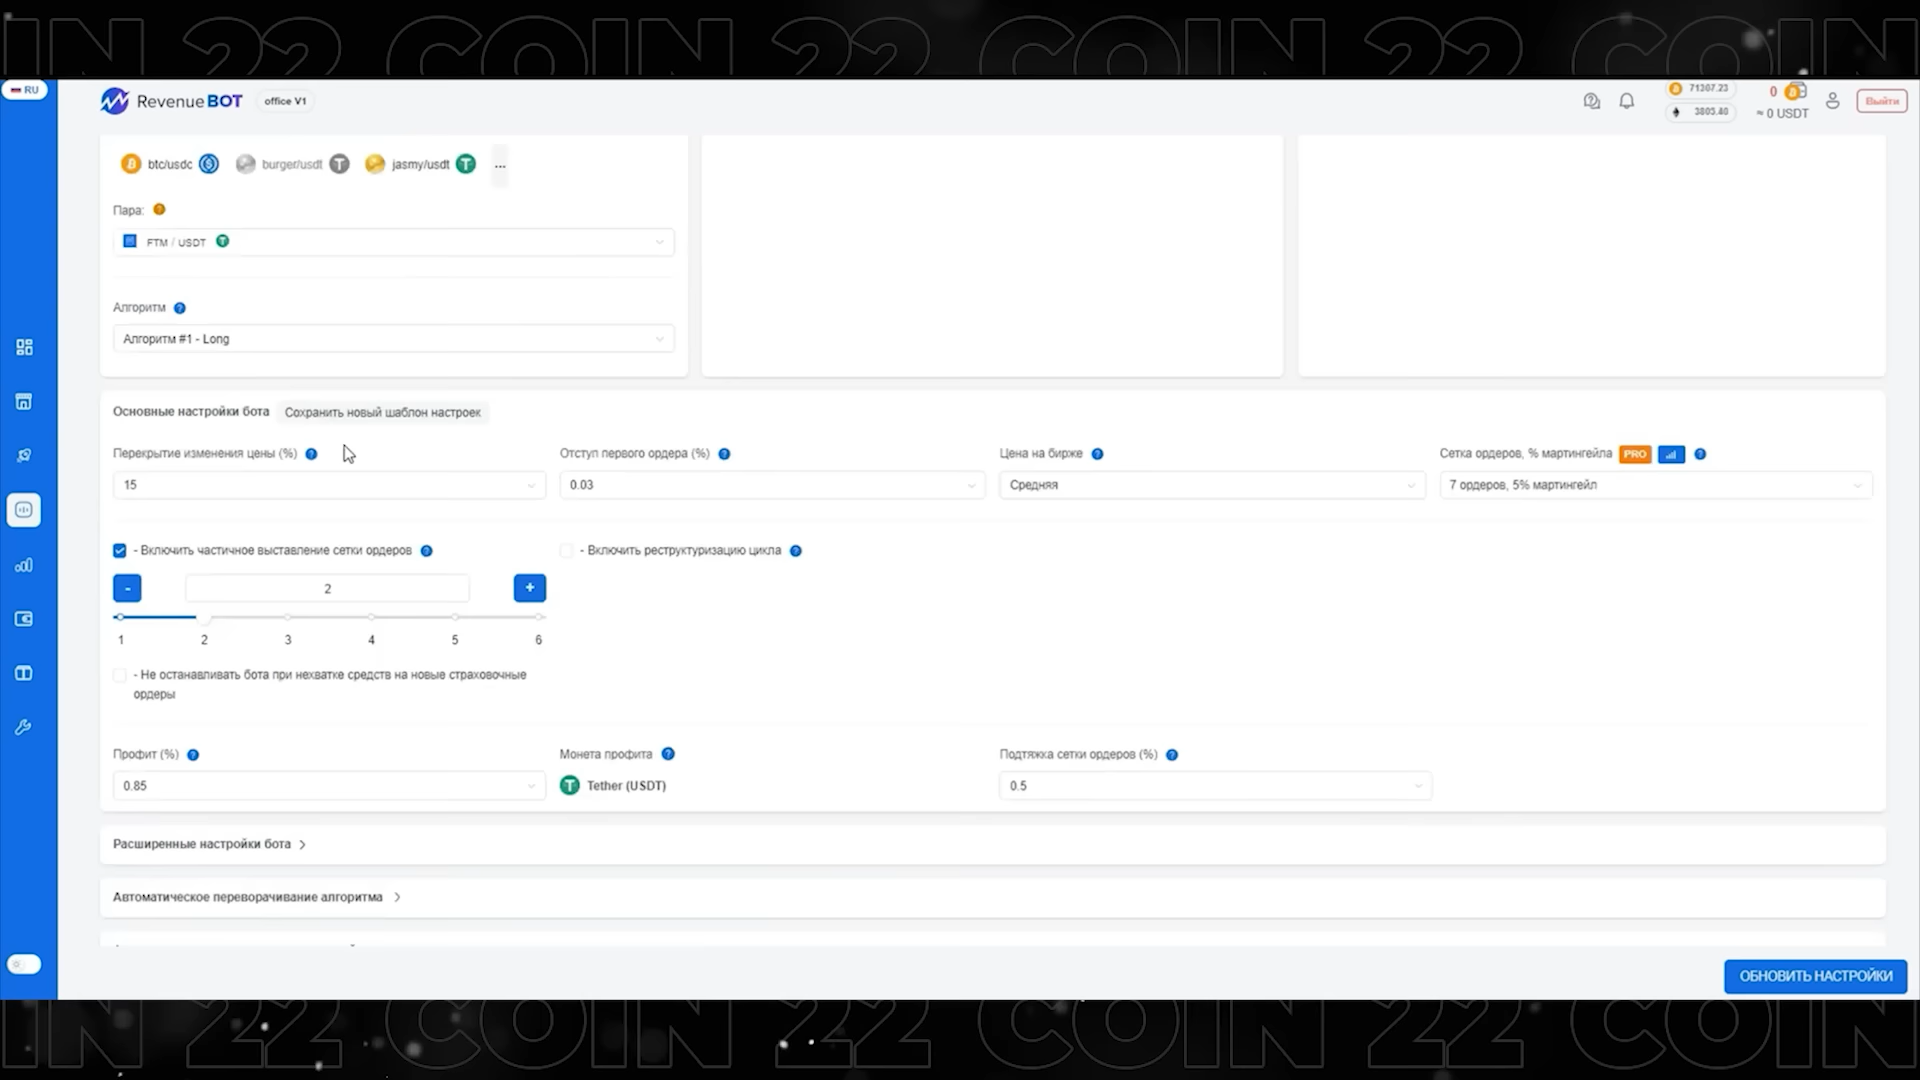 IN 22 COIN 22 COIN 22 COIN
RU
RevenueBOT
office V1
71307.23
3805.40
0
≈ 0 USDT
Выйти
btc/usdc
burger/usdt
jasmy/usdt
...
Пара:
FTM / USDT
Алгоритм
Алгоритм #1 - Long
Основные настройки бота
Сохранить новый шаблон настроек
Перекрытие изменения цены (%)
Отступ первого ордера (%)
Цена на бирже
Сетка ордеров, % мартингейла
PRO
15
0.03
Средняя
7 ордеров, 5% мартингейл
- Включить частичное выставление сетки ордеров
- Включить реструктуризацию цикла
-
2
+
1 2 3 4 5 6
- Не останавливать бота при нехватке средств на новые страховочные
ордеры
Профит (%)
Монета профита
Подтяжка сетки ордеров (%)
0.85
Tether (USDT)
0.5
Расширенные настройки бота
Автоматическое переворачивание алгоритма
ОБНОВИТЬ НАСТРОЙКИ
IN 22 COIN 22 COIN 22 COIN